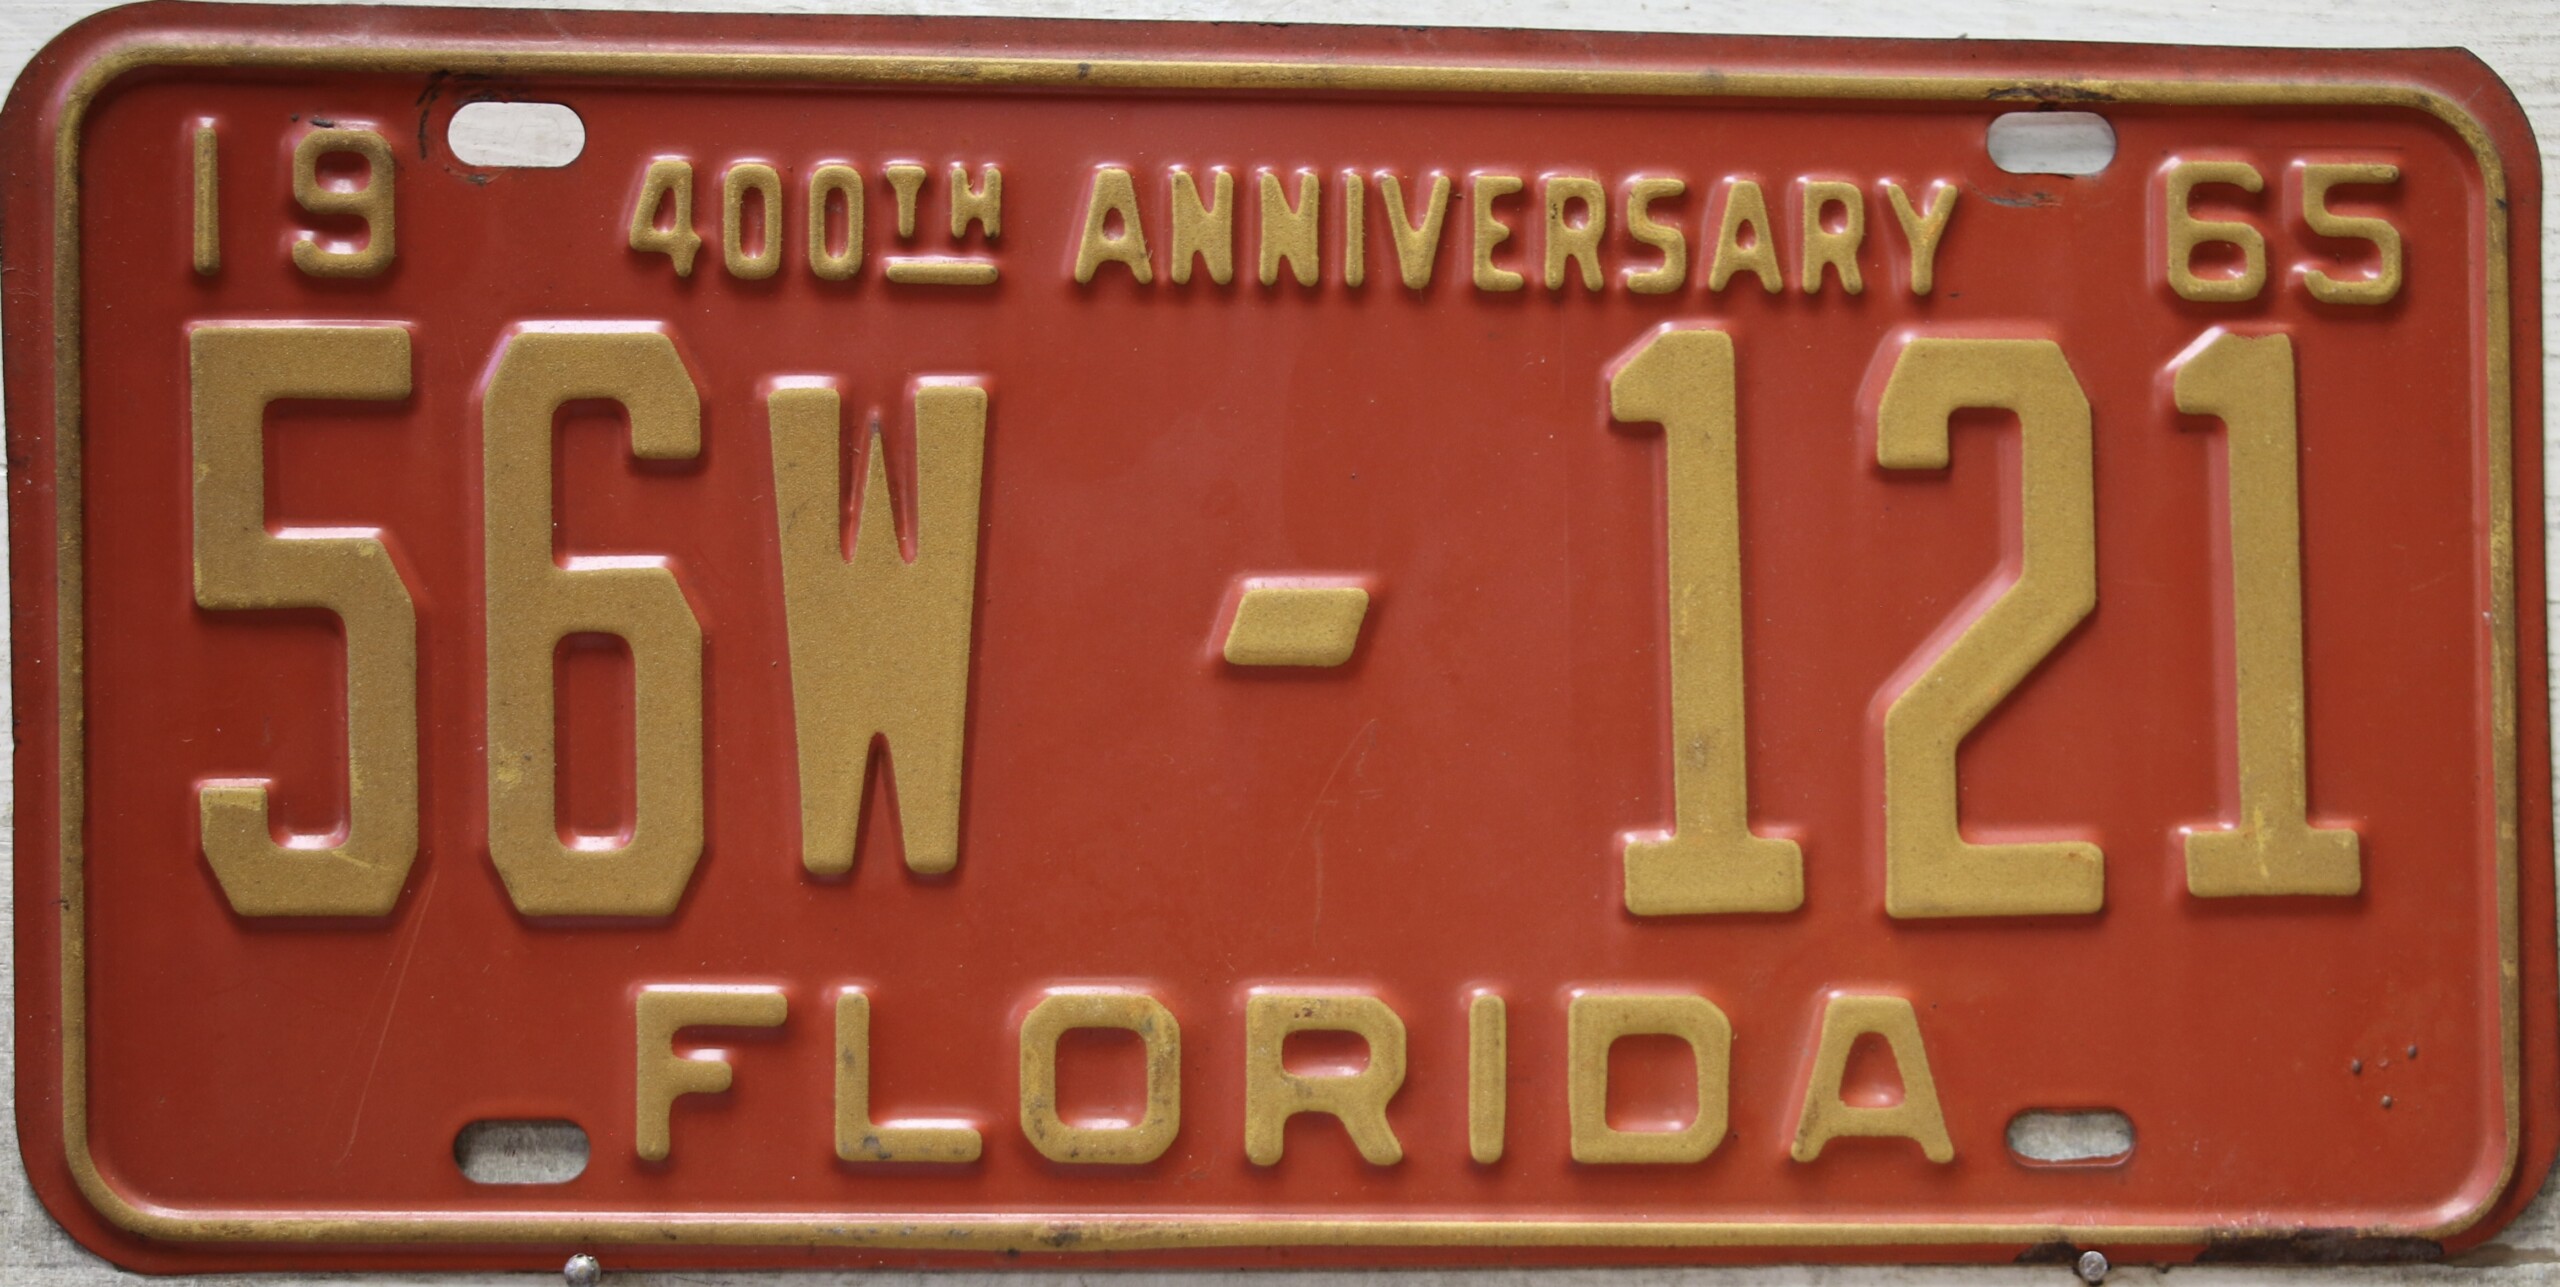 19 400TH ANNIVERSARY 65
56W - 121
FLORIDA